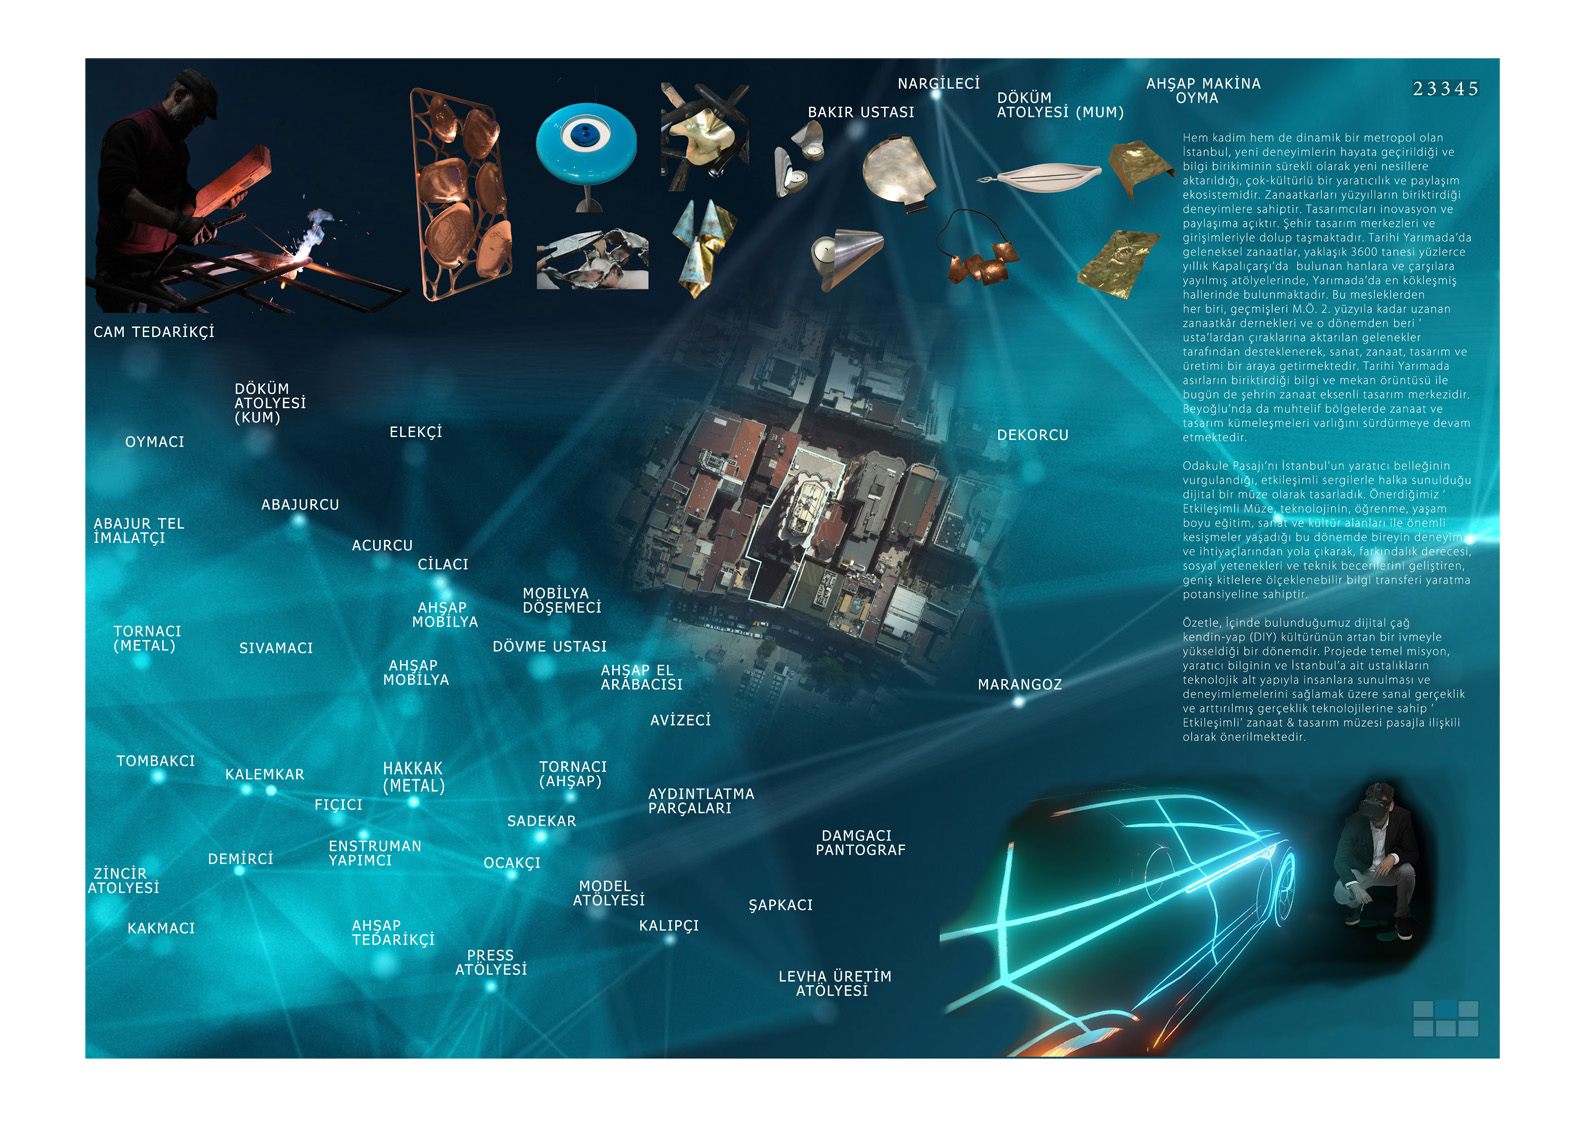 NARGİLECİ
BAKIR USTASI
DÖKÜM
ATOLYESİ (MUM)
AHŞAP MAKİNA
OYMA
23345
Hem kadim hem de dinamik bir metropol olan
İstanbul, yeni deneyimlerin hayata geçirildiği ve
bilgi birikiminin sürekli olarak yeni nesillere
aktarıldığı, çok-kültürlü bir yaratıcılık ve paylaşım
ekosistemidir. Zanaatkarları yüzyılların biriktirdiği
deneyimlere sahiptir. Tasarımcıları inovasyon ve
paylaşıma açıktır. Şehir tasarım merkezleri ve
girişimleriyle dolup taşmaktadır. Tarihi Yarımada'da
geleneksel zanaatlar, yaklaşık 3600 tanesi yüzlerce
yıllık Kapalıçarşı'da bulunan hanlara ve çarşılara
yayılmış atölyelerinde, Yarımada'da en kökleşmiş
hallerinde bulunmaktadır. Bu mesleklerden
her biri, geçmişleri M.Ö. 2. yüzyıla kadar uzanan
zanaatkâr dernekleri ve o dönemden beri '
usta'lardan çıraklarına aktarılan gelenekler
tarafından desteklenerek, sanat, zanaat, tasarım ve
üretimi bir araya getirmektedir. Tarihi Yarımada
asırların biriktirdiği bilgi ve mekan örüntüsü ile
bugün de şehrin zanaat eksenli tasarım merkezidir.
Beyoğlu'nda da muhtelif bölgelerde zanaat ve
tasarım kümeleşmeleri varlığını sürdürmeye devam
etmektedir.
Odakule Pasajı'nı İstanbul'un yaratıcı belleğinin
vurgulandığı, etkileşimli sergilerle halka sunulduğu
dijital bir müze olarak tasarladık. Önerdiğimiz '
Etkileşimli Müze, teknolojinin, öğrenme, yaşam
boyu eğitim, sanat ve kültür alanları ile önemli
kesişmeler yaşadığı bu dönemde bireyin deneyim
ve ihtiyaçlarından yola çıkarak, farkındalık derecesi,
sosyal yetenekleri ve teknik becerilerini geliştiren,
geniş kitlelere ölçeklenebilir bilgi transferi yaratma
potansiyeline sahiptir.
Özetle, İçinde bulunduğumuz dijital çağ
kendin-yap (DIY) kültürünün artan bir ivmeyle
yükseldiği bir dönemdir. Projede temel misyon,
yaratıcı bilginin ve İstanbul'a ait ustalıkların
teknolojik alt yapıyla insanlara sunulması ve
deneyimlemelerini sağlamak üzere sanal gerçeklik
ve arttırılmış gerçeklik teknolojilerine sahip '
Etkileşimli' zanaat & tasarım müzesi pasajla ilişkili
olarak önerilmektedir.
CAM TEDARİKÇİ
DÖKÜM
ATOLYESİ
(KUM)
OYMACI
ELEKÇİ
DEKORCU
ABAJURCU
ABAJUR TEL
İMALATÇI
ACURCU
CİLACI
AHŞAP
MOBİLYA
MOBİLYA
DÖŞEMECİ
TORNACI
(METAL)
SIVAMACI
DÖVME USTASI
AHŞAP
MOBİLYA
AHŞAP EL
ARABACISI
MARANGOZ
AVİZECİ
TOMBAKCI
KALEMKAR
HAKKAK
(METAL)
TORNACI
(AHŞAP)
FIÇICI
AYDINTLATMA
PARÇALARI
SADEKAR
DAMGACI
PANTOGRAF
ENSTRUMAN
YAPIMCI
DEMİRCİ
OCAKÇI
ZİNCİR
ATOLYESİ
MODEL
ATÖLYESİ
ŞAPKACI
KAKMACI
AHŞAP
TEDARİKÇİ
KALIPÇI
PRESS
ATÖLYESİ
LEVHA ÜRETİM
ATÖLYESİ